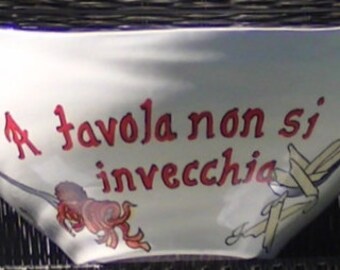 A tavola non si
invecchia